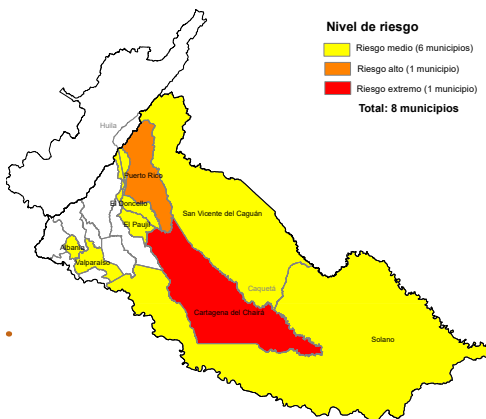 Nivel de riesgo
Riesgo medio (6 municipios)
Riesgo alto (1 municipio)
Riesgo extremo (1 municipio)
Total: 8 municipios
Huila
Puerto Rico
El Doncello
San Vicente del Caguán
El Paujil
Albania
Valparaíso
Caquetá
Cartagena del Chairá
Solano